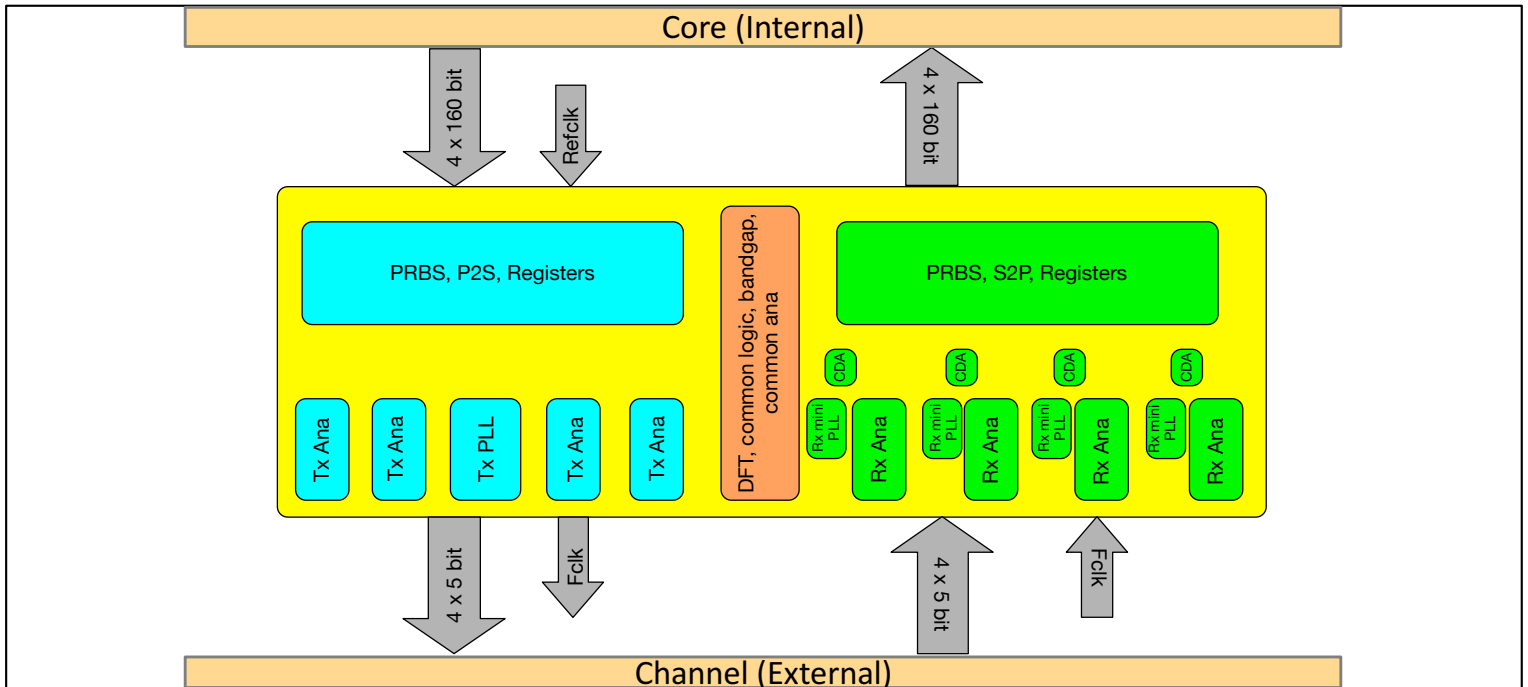 Core (Internal)
4 x 160 bit
Refclk
4 x 160 bit
PRBS, P2S, Registers
DFT, common logic, bandgap,
common ana
PRBS, S2P, Registers
CDA
CDA
CDA
CDA
Tx Ana
Tx Ana
Tx PLL
Tx Ana
Tx Ana
Rx mini
PLL
Rx Ana
Rx mini
PLL
Rx Ana
Rx mini
PLL
Rx Ana
Rx mini
PLL
Rx Ana
4 x 5 bit
Fclk
4 x 5 bit
Fclk
Channel (External)